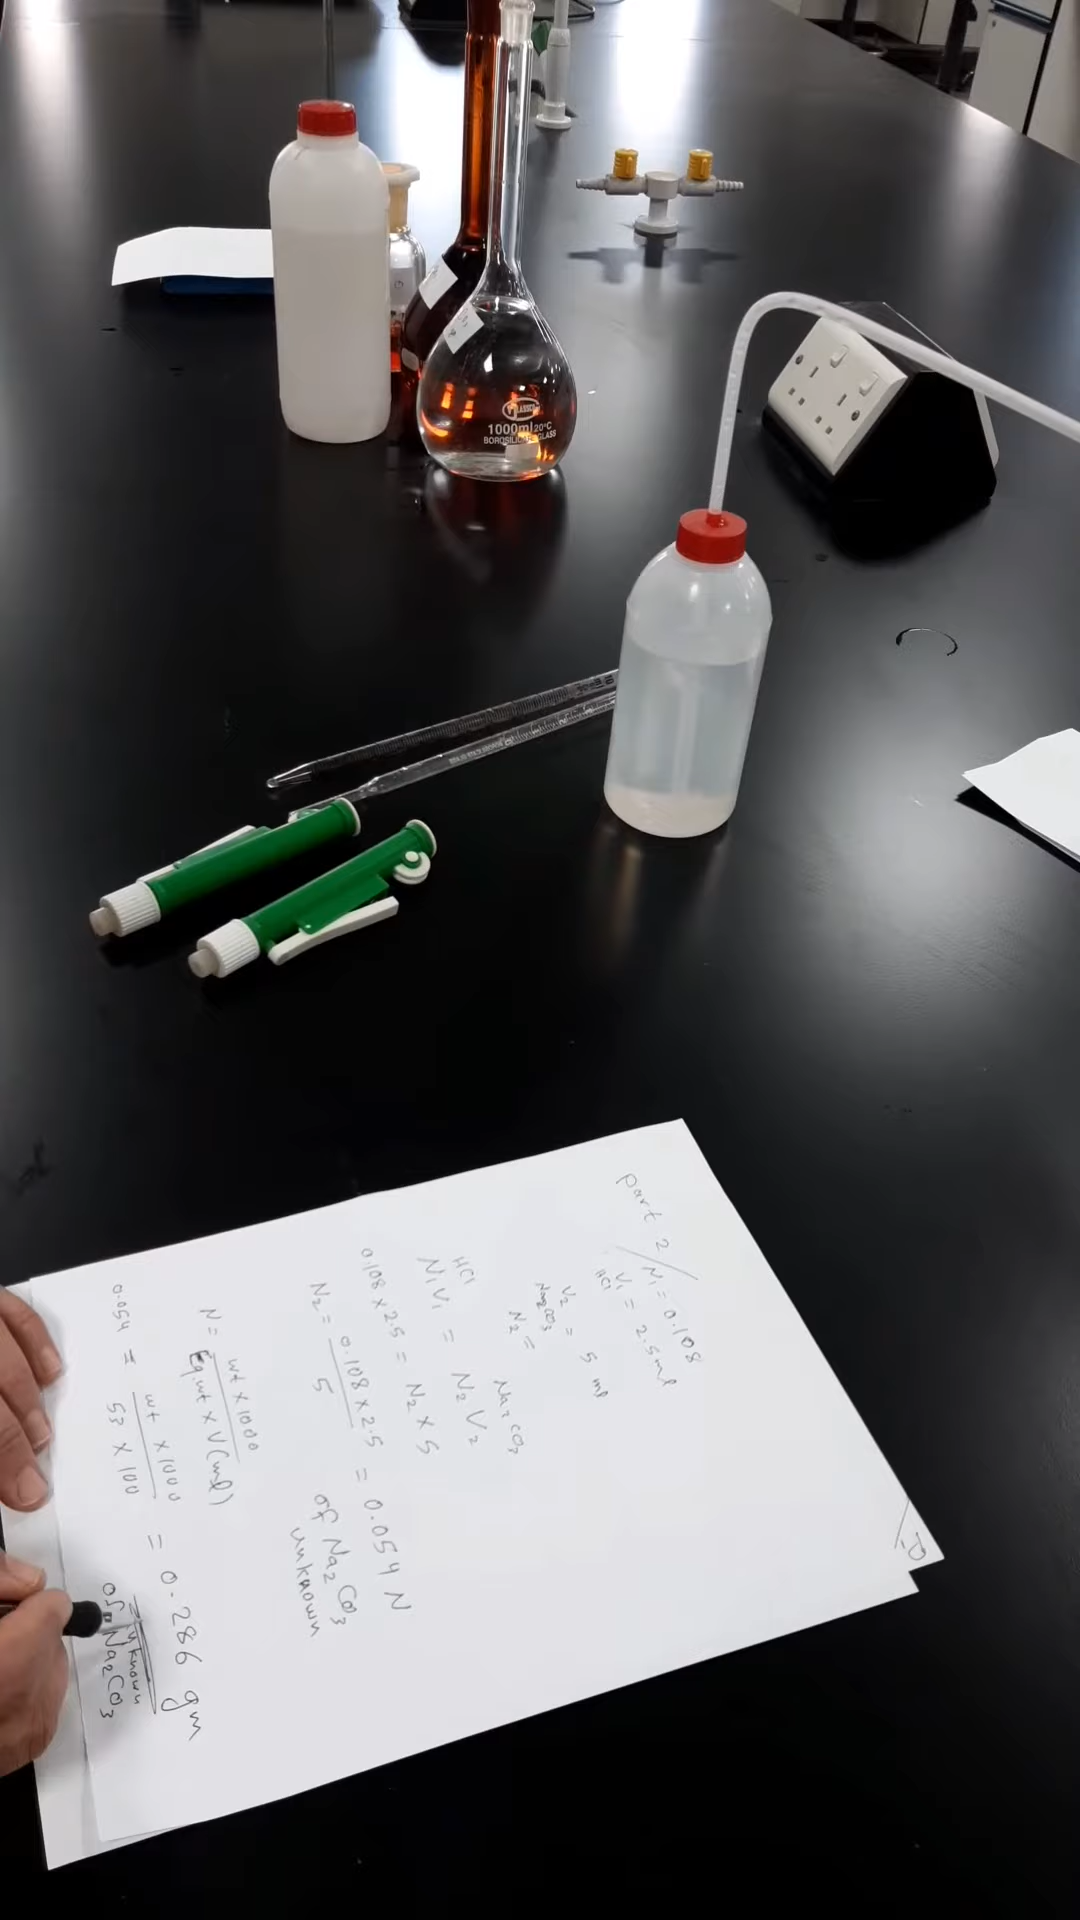 part 2
N₁ = 0.108
V₁ = 2.5 ml
HCl
V₂ = 5 ml
Na₂CO₃
N₂ =
HCl Na₂CO₃
N₁V₁ = N₂V₂
0.108 × 2.5 = N₂ × 5
N₂ = 0.108 × 2.5 / 5 = 0.054 N
of Na₂CO₃
unknown
N = wt × 1000 / Eq wt × V(ml)
0.054 = wt × 1000 / 53 × 100 = 0.286 gm
unknown
of Na₂CO₃
1000ml 20°C
BOROSILICATE GLASS